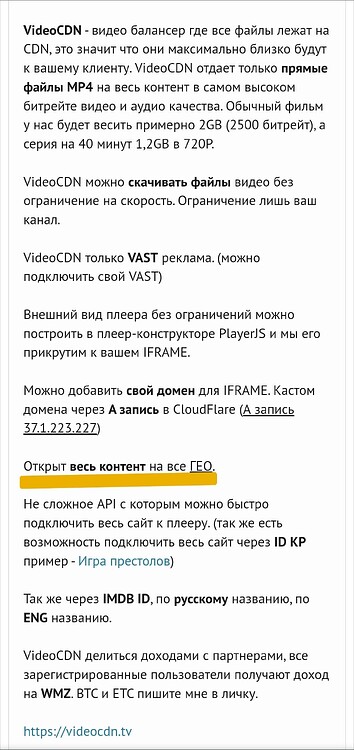 VideoCDN - видео балансер где все файлы лежат на
CDN, это значит что они максимально близко будут
к вашему клиенту. VideoCDN отдает только прямые
файлы MP4 на весь контент в самом высоком
битрейте видео и аудио качества. Обычный фильм
у нас будет весить примерно 2GB (2500 битрейт), а
серия на 40 минут 1,2GB в 720P.
VideoCDN можно скачивать файлы видео без
ограничение на скорость. Ограничение лишь ваш
канал.
VideoCDN только VAST реклама. (можно
подключить свой VAST)
Внешний вид плеера без ограничений можно
построить в плеер-конструкторе PlayerJS и мы его
прикрутим к вашем IFRAME.
Можно добавить свой домен для IFRAME. Кастом
домена через А запись в CloudFlare (А запись
37.1.223.227)
Открыт весь контент на все ГЕО.
Не сложное API с которым можно быстро
подключить весь сайт к плееру. (так же есть
возможность подключить весь сайт через ID KP
пример - Игра престолов)
Так же через IMDB ID, по русскому названию, по
ENG названию.
VideoCDN делиться доходами с партнерами, все
зарегистрированные пользователи получают доход
на WMZ. BTC и ETC пишите мне в личку.
https://videocdn.tv